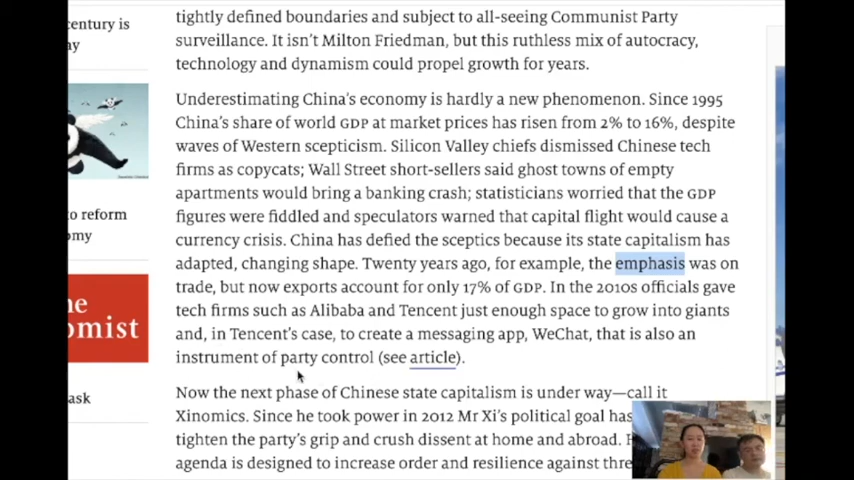 century is
ay
to reform
omy
he
omist
ask
tightly defined boundaries and subject to all-seeing Communist Party
surveillance. It isn't Milton Friedman, but this ruthless mix of autocracy,
technology and dynamism could propel growth for years.
Underestimating China's economy is hardly a new phenomenon. Since 1995
China's share of world GDP at market prices has risen from 2% to 16%, despite
waves of Western scepticism. Silicon Valley chiefs dismissed Chinese tech
firms as copycats; Wall Street short-sellers said ghost towns of empty
apartments would bring a banking crash; statisticians worried that the GDP
figures were fiddled and speculators warned that capital flight would cause a
currency crisis. China has defied the sceptics because its state capitalism has
adapted, changing shape. Twenty years ago, for example, the emphasis was on
trade, but now exports account for only 17% of GDP. In the 2010s officials gave
tech firms such as Alibaba and Tencent just enough space to grow into giants
and, in Tencent's case, to create a messaging app, WeChat, that is also an
instrument of party control (see article).
Now the next phase of Chinese state capitalism is under way—call it
Xinomics. Since he took power in 2012 Mr Xi's political goal has
tighten the party's grip and crush dissent at home and abroad.
agenda is designed to increase order and resilience against thre